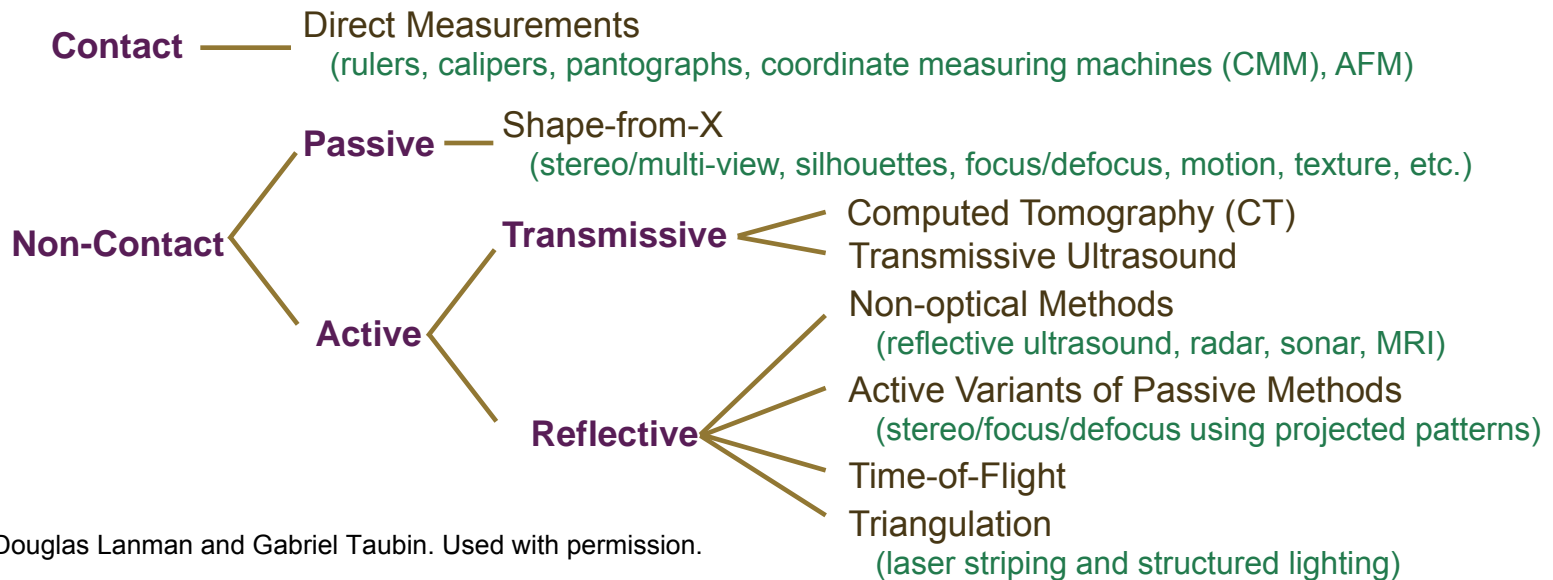 Contact
Direct Measurements
(rulers, calipers, pantographs, coordinate measuring machines (CMM), AFM)
Non-Contact
Passive
Shape-from-X
(stereo/multi-view, silhouettes, focus/defocus, motion, texture, etc.)
Active
Transmissive
Computed Tomography (CT)
Transmissive Ultrasound
Reflective
Non-optical Methods
(reflective ultrasound, radar, sonar, MRI)
Active Variants of Passive Methods
(stereo/focus/defocus using projected patterns)
Time-of-Flight
Triangulation
(laser striping and structured lighting)
Douglas Lanman and Gabriel Taubin. Used with permission.